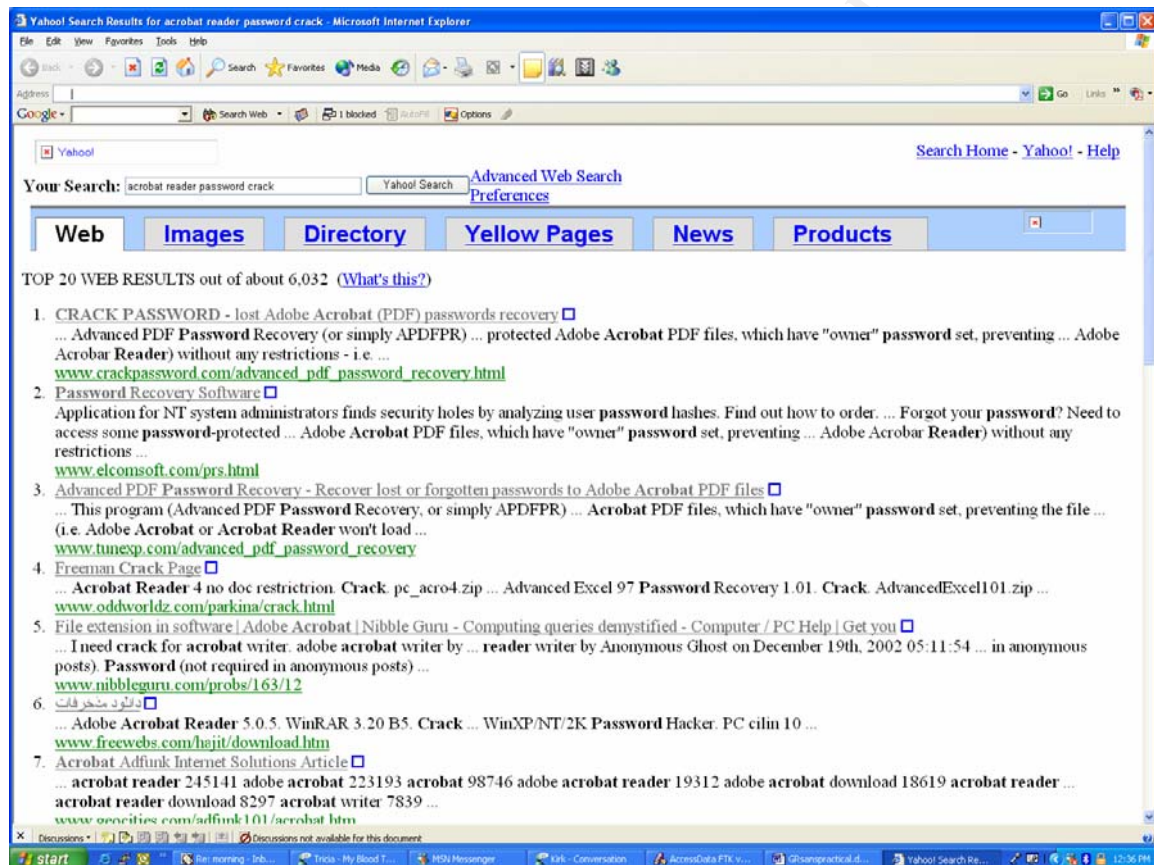 Yahoo! Search Results for acrobat reader password crack - Microsoft Internet Explorer
File Edit View Favorites Tools Help
Back Search Favorites Media
Address Go Links »
Google Search Web 1 blocked AutoFill Options
Yahoo! Search Home - Yahoo! - Help
Your Search: acrobat reader password crack Yahoo! Search Advanced Web Search
Preferences
Web Images Directory Yellow Pages News Products
TOP 20 WEB RESULTS out of about 6,032 (What's this?)
1. CRACK PASSWORD - lost Adobe Acrobat (PDF) passwords recovery
... Advanced PDF Password Recovery (or simply APDFPR) ... protected Adobe Acrobat PDF files, which have "owner" password set, preventing ... Adobe
Acrobar Reader) without any restrictions - i.e. ...
www.crackpassword.com/advanced_pdf_password_recovery.html
2. Password Recovery Software
Application for NT system administrators finds security holes by analyzing user password hashes. Find out how to order. ... Forgot your password? Need to
access some password-protected ... Adobe Acrobat PDF files, which have "owner" password set, preventing ... Adobe Acrobar Reader) without any
restrictions ...
www.elcomsoft.com/prs.html
3. Advanced PDF Password Recovery - Recover lost or forgotten passwords to Adobe Acrobat PDF files
... This program (Advanced PDF Password Recovery, or simply APDFPR) ... Acrobat PDF files, which have "owner" password set, preventing the file ...
(i.e. Adobe Acrobat or Acrobat Reader won't load ...
www.tunexp.com/advanced_pdf_password_recovery
4. Freeman Crack Page
... Acrobat Reader 4 no doc restrictrion. Crack. pc_acro4.zip ... Advanced Excel 97 Password Recovery 1.01. Crack. AdvancedExcel101.zip ...
www.oddworldz.com/parkina/crack.html
5. File extension in software | Adobe Acrobat | Nibble Guru - Computing queries demystified - Computer / PC Help | Get you
... I need crack for acrobat writer. adobe acrobat writer by ... reader writer by Anonymous Ghost on December 19th, 2002 05:11:54 ... in anonymous
posts). Password (not required in anonymous posts) ...
www.nibbleguru.com/probs/163/12
6. دانلود مزخرفات
... Adobe Acrobat Reader 5.0.5. WinRAR 3.20 B5. Crack ... WinXP/NT/2K Password Hacker. PC cilin 10 ...
www.freewebs.com/hajit/download.htm
7. Acrobat Adfunk Internet Solutions Article
... acrobat reader 245141 adobe acrobat 223193 acrobat 98746 adobe acrobat reader 19312 adobe acrobat download 18619 acrobat reader ...
acrobat reader download 8297 acrobat writer 7839 ...
www.geocities.com/adfunk101/acrobat.htm
Discussions Discussions not available for this document
start Re: morning - Inb... Tricia - My Blood T... MSN Messenger Kirk - Conversation AccessData FTK v... GRsanspractical.d... Yahoo! Search Re... 12:36 PM